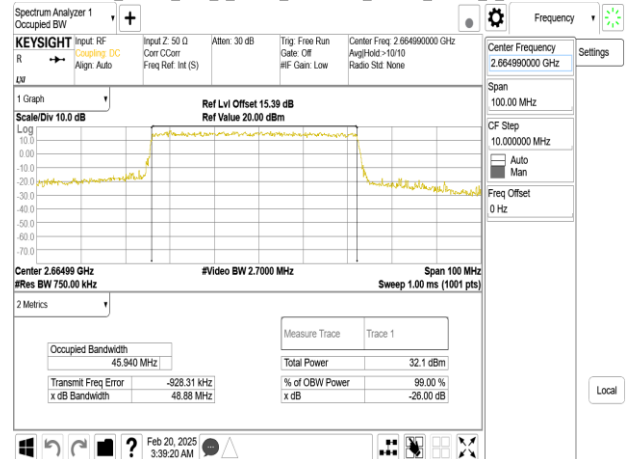 Spectrum Analyzer 1
Occupied BW
Frequency
KEYSIGHT
R
Input: RF
Coupling: DC
Align: Auto
Input Z: 50 Ω
Corr CCorr
Freq Ref: Int (S)
Atten: 30 dB
Trig: Free Run
Gate: Off
#IF Gain: Low
Center Freq: 2.664990000 GHz
Avg|Hold:>10/10
Radio Std: None
Center Frequency
2.664990000 GHz
Settings
Span
100.00 MHz
CF Step
10.000000 MHz
Auto
Man
Freq Offset
0 Hz
Local
1 Graph
Scale/Div 10.0 dB
Ref Lvl Offset 15.39 dB
Ref Value 20.00 dBm
Log
10.0
0.00
-10.0
-20.0
-30.0
-40.0
-50.0
-60.0
-70.0
Center 2.66499 GHz
#Res BW 750.00 kHz
#Video BW 2.7000 MHz
Span 100 MHz
Sweep 1.00 ms (1001 pts)
2 Metrics
Measure Trace
Trace 1
Occupied Bandwidth
45.940 MHz
Total Power
32.1 dBm
Transmit Freq Error
-928.31 kHz
% of OBW Power
99.00 %
x dB Bandwidth
48.88 MHz
x dB
-26.00 dB
Feb 20, 2025
3:39:20 AM